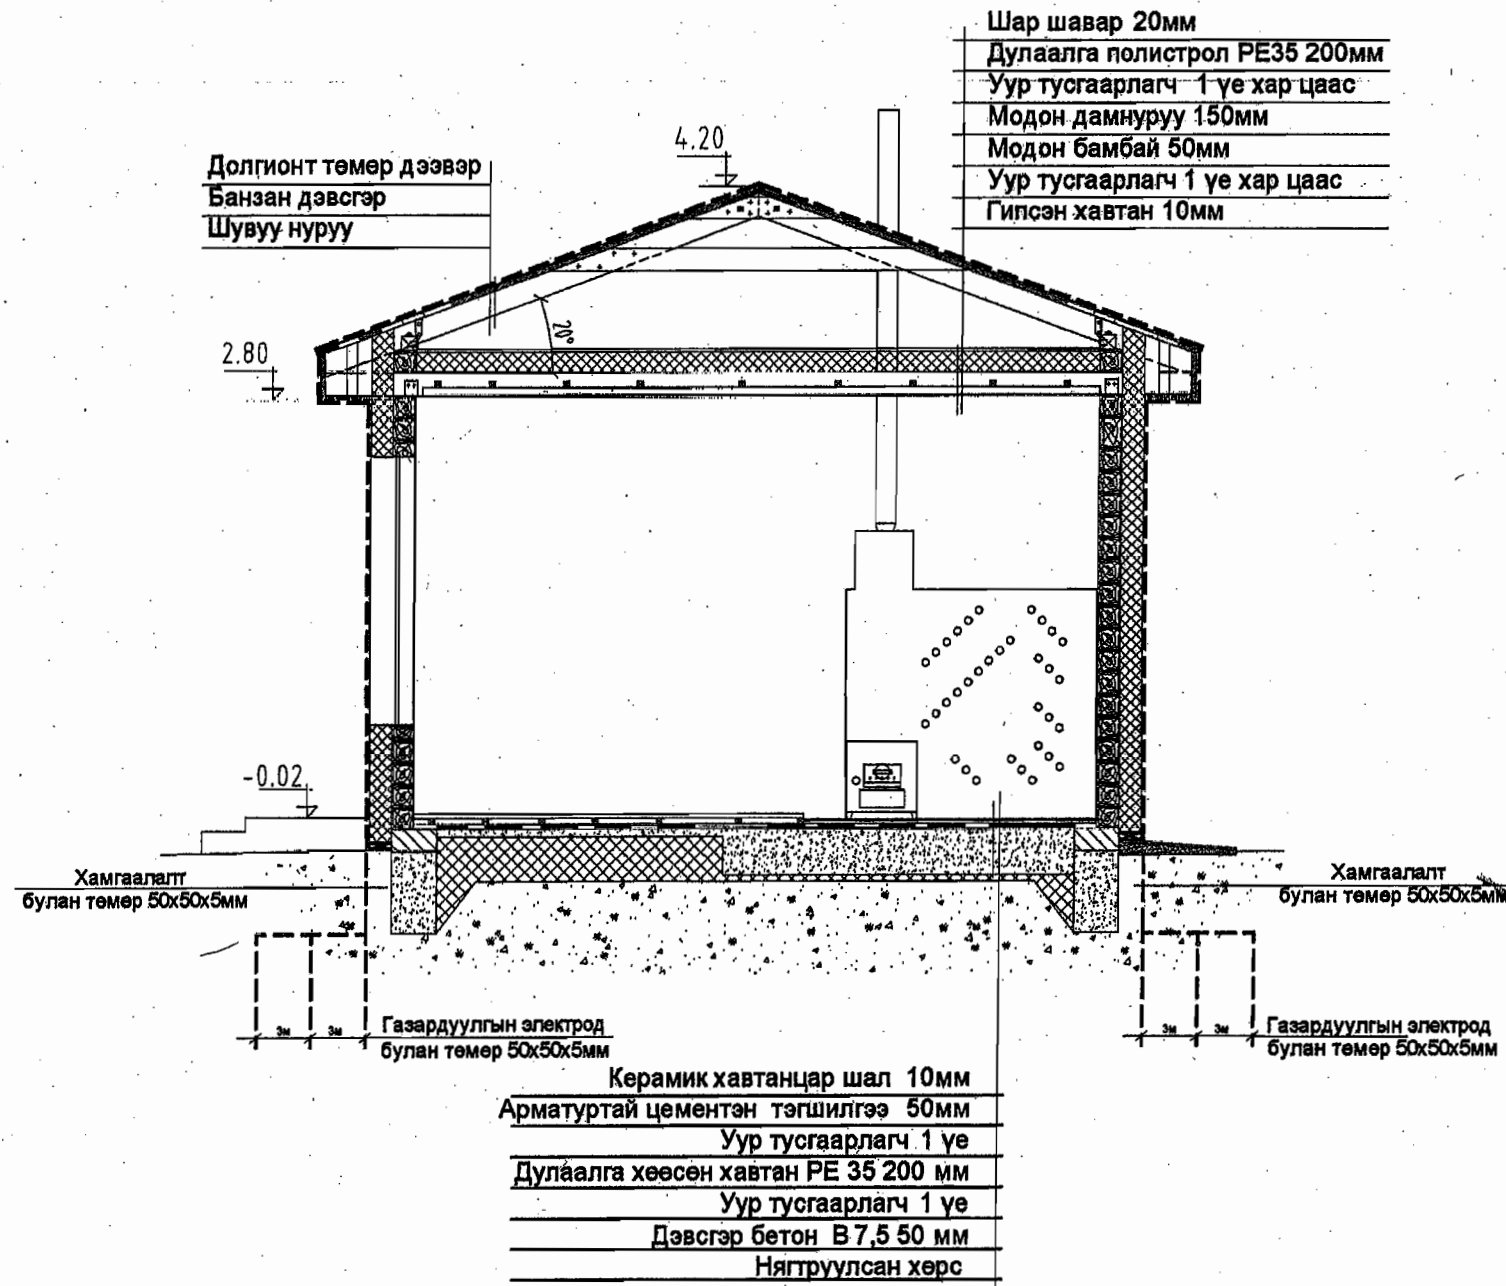 Шар шавар 20мм
Дулаалга полистрол PE35 200мм
Уур тусгаарлагч 1 үе хар цаас
Модон дамнуруу 150мм
Модон бамбай 50мм
Уур тусгаарлагч 1 үе хар цаас
Гипсэн хавтан 10мм
4.20
Долгионт төмөр дээвэр
Банзан дэвсгэр
Шувуу нуруу
20°
2.80
-0.02
Хамгаалалт
булан төмөр 50x50x5мм
Хамгаалалт
булан төмөр 50x50x5мм
3м 3м
Газардуулгын электрод
булан төмөр 50x50x5мм
3м 3м
Газардуулгын электрод
булан төмөр 50x50x5мм
Керамик хавтанцар шал 10мм
Арматуртай цементэн тэгшилгээ 50мм
Уур тусгаарлагч 1 үе
Дулаалга хөөсөн хавтан PE 35 200 мм
Уур тусгаарлагч 1 үе
Дэвсгэр бетон B 7,5 50 мм
Нягтруулсан хөрс